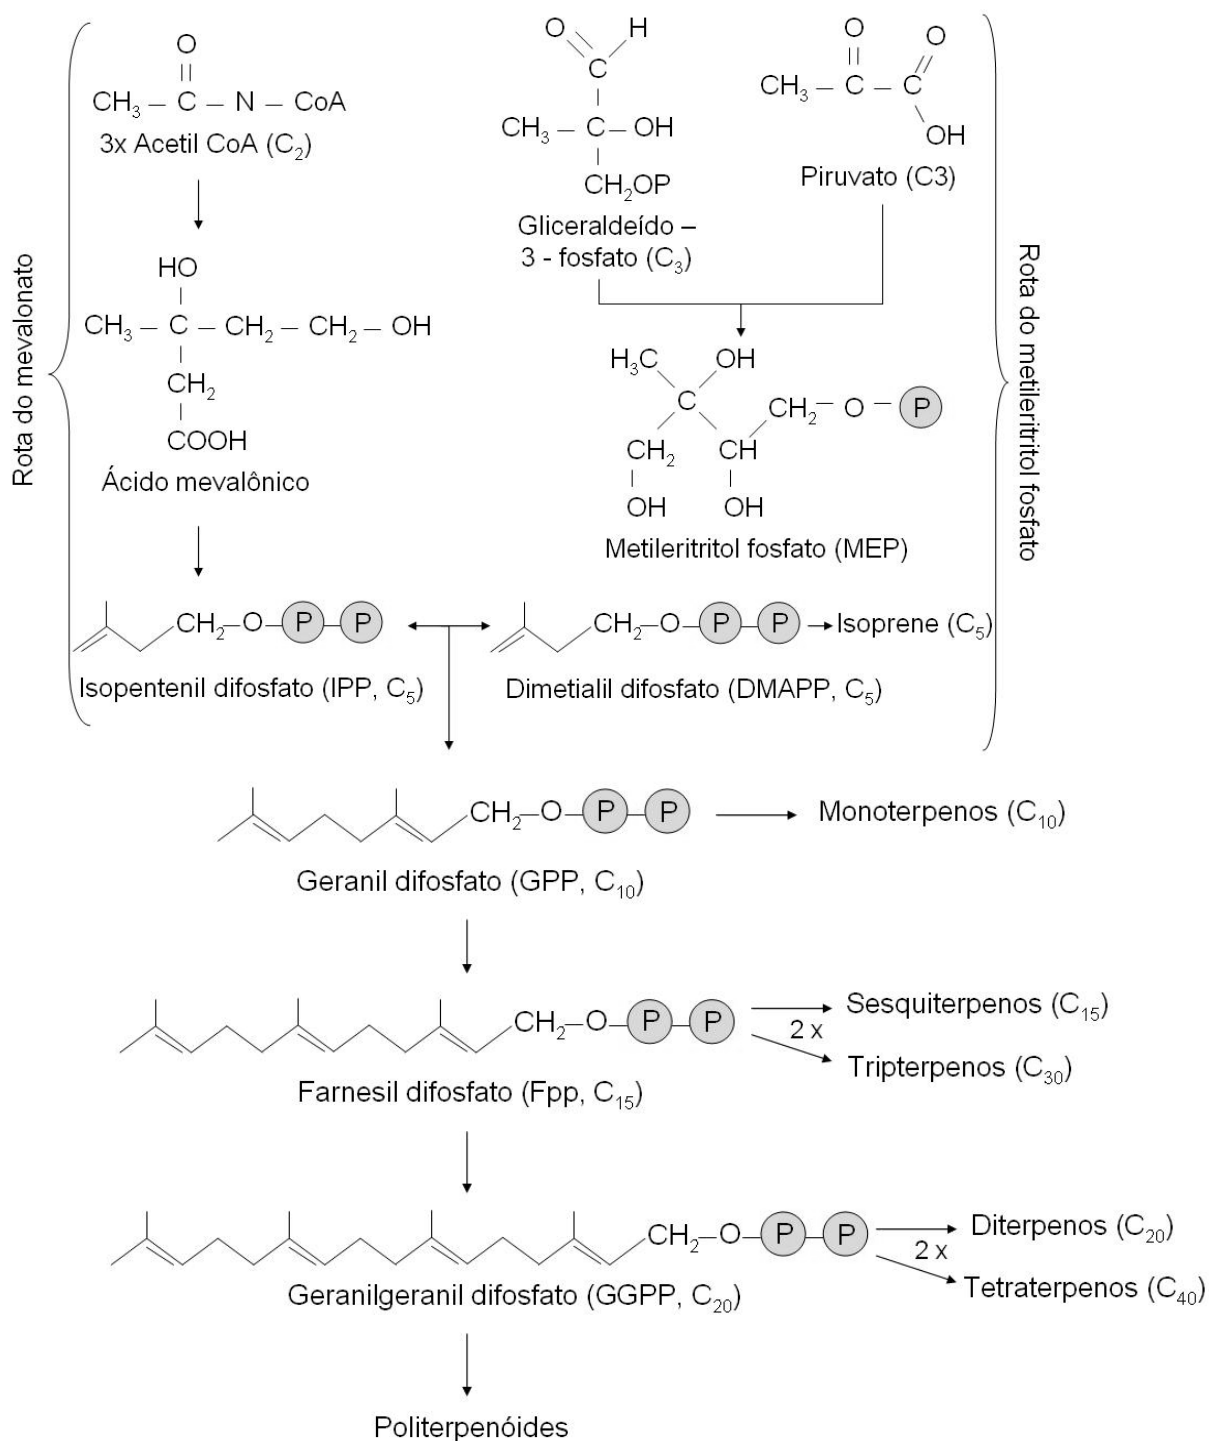 Rota do mevalonato
O
CH₃ – C – N – CoA
3x Acetil CoA (C₂)
HO
CH₃ – C – CH₂ – CH₂ – OH
CH₂
COOH
Ácido mevalônico
O H
C
CH₃ – C – OH
CH₂OP
Gliceraldeído –
3 - fosfato (C₃)
O O
CH₃ – C – C
OH
Piruvato (C3)
H₃C OH
C
CH₂ – O – P
CH₂ CH
OH OH
Metileritritol fosfato (MEP)
Rota do metileritritol fosfato
CH₂–O–P–P
Isopentenil difosfato (IPP, C₅)
CH₂–O–P–P
Isoprene (C₅)
Dimetialil difosfato (DMAPP, C₅)
CH₂–O–P–P
Monoterpenos (C₁₀)
Geranil difosfato (GPP, C₁₀)
CH₂–O–P–P
Sesquiterpenos (C₁₅)
2 x
Tripterpenos (C₃₀)
Farnesil difosfato (Fpp, C₁₅)
CH₂–O–P–P
Diterpenos (C₂₀)
2 x
Tetraterpenos (C₄₀)
Geranilgeranil difosfato (GGPP, C₂₀)
Politerpenóides